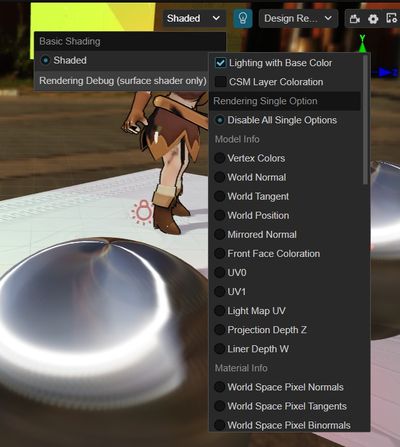 Shaded
Design Re...
Basic Shading
Shaded
Rendering Debug (surface shader only)
Lighting with Base Color
CSM Layer Coloration
Rendering Single Option
Disable All Single Options
Model Info
Vertex Colors
World Normal
World Tangent
World Position
Mirrored Normal
Front Face Coloration
UV0
UV1
Light Map UV
Projection Depth Z
Liner Depth W
Material Info
World Space Pixel Normals
World Space Pixel Tangents
World Space Pixel Binormals
Y
Z